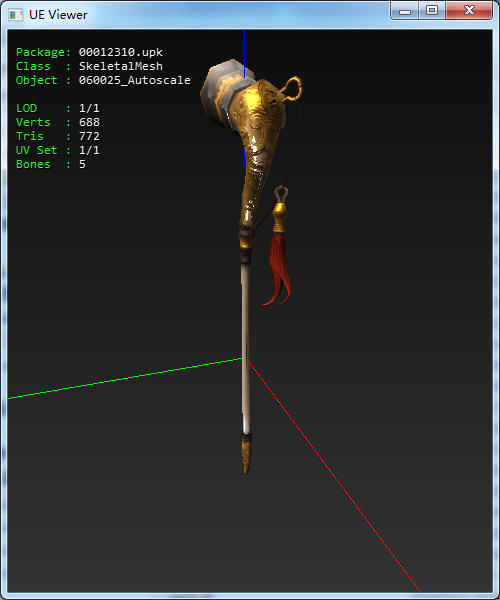 UE Viewer
Package: 00012310.upk
Class  : SkeletalMesh
Object : 060025_Autoscale
LOD    : 1/1
Verts  : 688
Tris   : 772
UV Set : 1/1
Bones  : 5